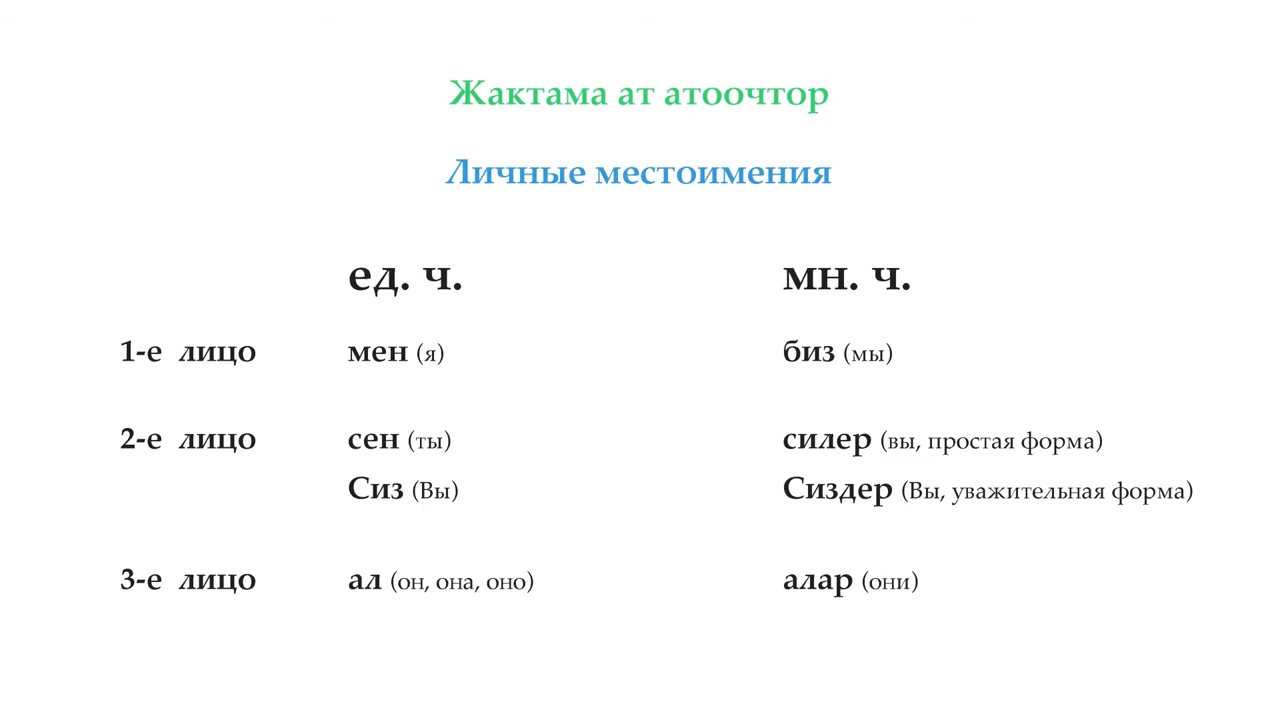 Жактама ат атоочтор
Личные местоимения
ед. ч. мн. ч.
1-е лицо мен (я) биз (мы)
2-е лицо сен (ты) силер (вы, простая форма)
Сиз (Вы) Сиздер (Вы, уважительная форма)
3-е лицо ал (он, она, оно) алар (они)